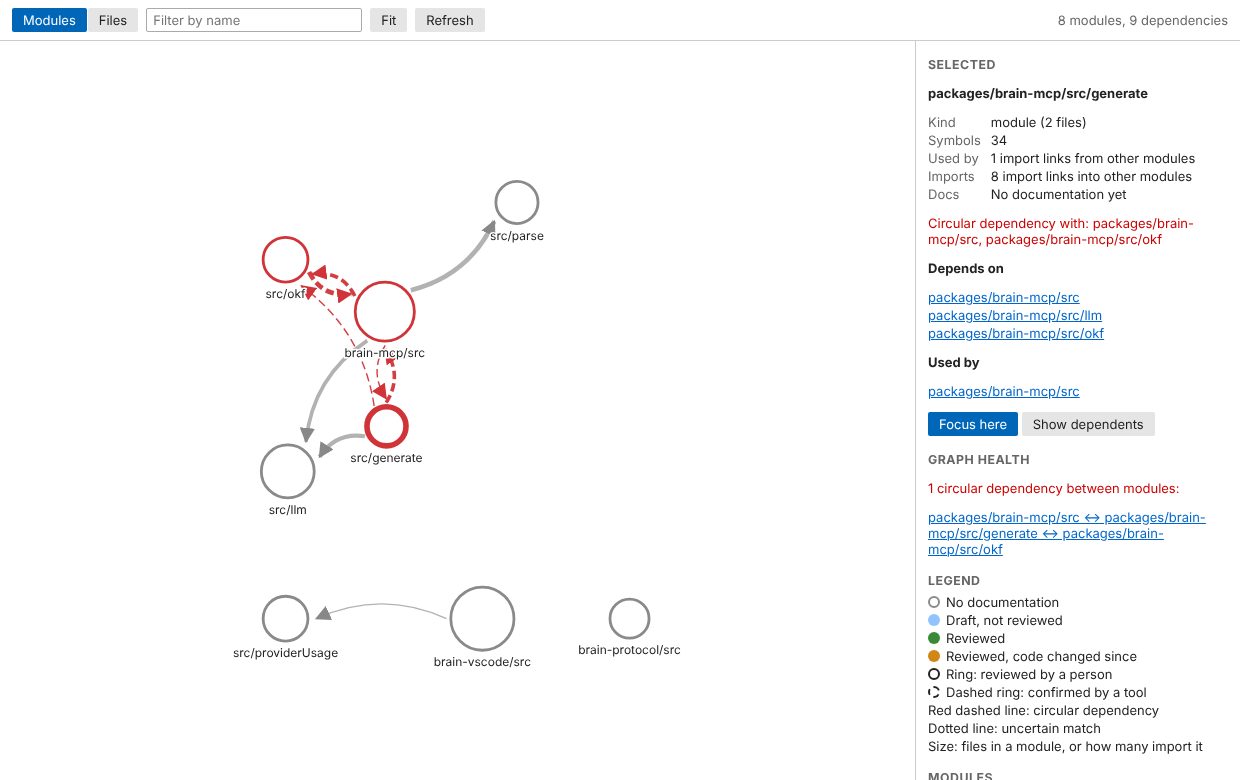 Modules Files Filter by name Fit Refresh 8 modules, 9 dependencies
src/parse
src/okf
brain-mcp/src
src/generate
src/llm
src/providerUsage
brain-vscode/src
brain-protocol/src
SELECTED
packages/brain-mcp/src/generate
Kind module (2 files)
Symbols 34
Used by 1 import links from other modules
Imports 8 import links into other modules
Docs No documentation yet
Circular dependency with: packages/brain-
mcp/src, packages/brain-mcp/src/okf
Depends on
packages/brain-mcp/src
packages/brain-mcp/src/llm
packages/brain-mcp/src/okf
Used by
packages/brain-mcp/src
Focus here Show dependents
GRAPH HEALTH
1 circular dependency between modules:
packages/brain-mcp/src ↔ packages/brain-
mcp/src/generate ↔ packages/brain-
mcp/src/okf
LEGEND
No documentation
Draft, not reviewed
Reviewed
Reviewed, code changed since
Ring: reviewed by a person
Dashed ring: confirmed by a tool
Red dashed line: circular dependency
Dotted line: uncertain match
Size: files in a module, or how many import it
MODULES